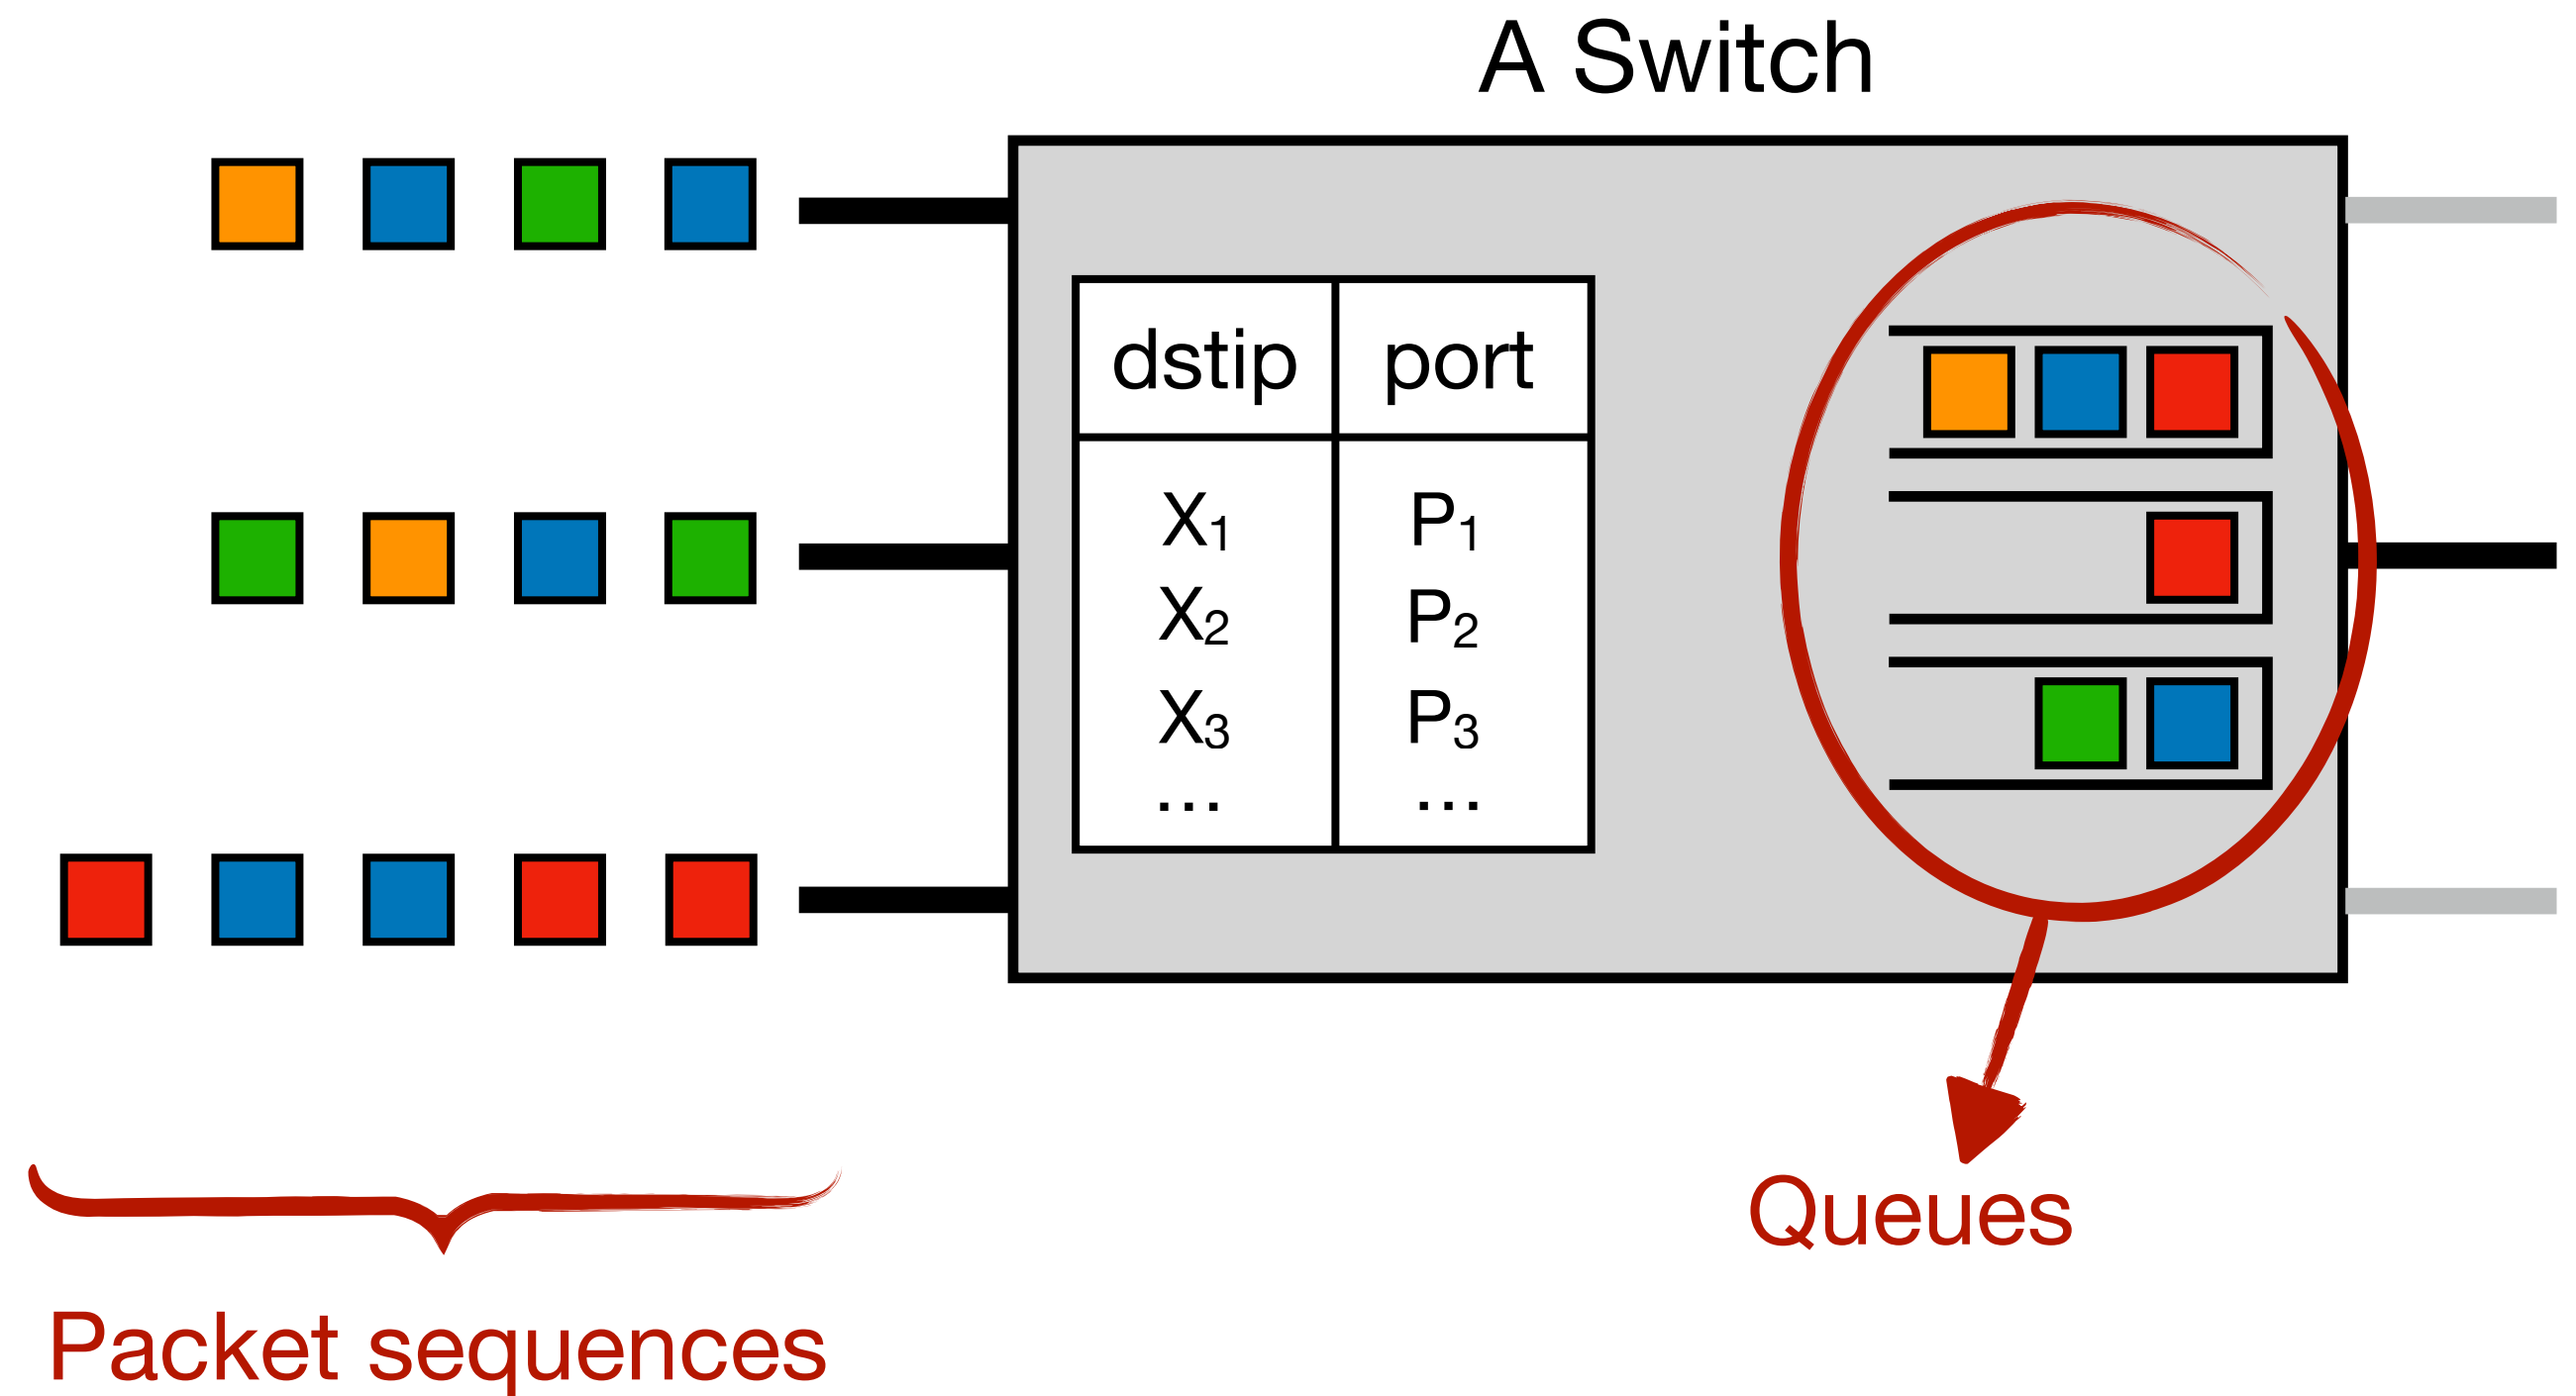 A Switch
dstip port
X₁ P₁
X₂ P₂
X₃ P₃
... ...
Queues
Packet sequences